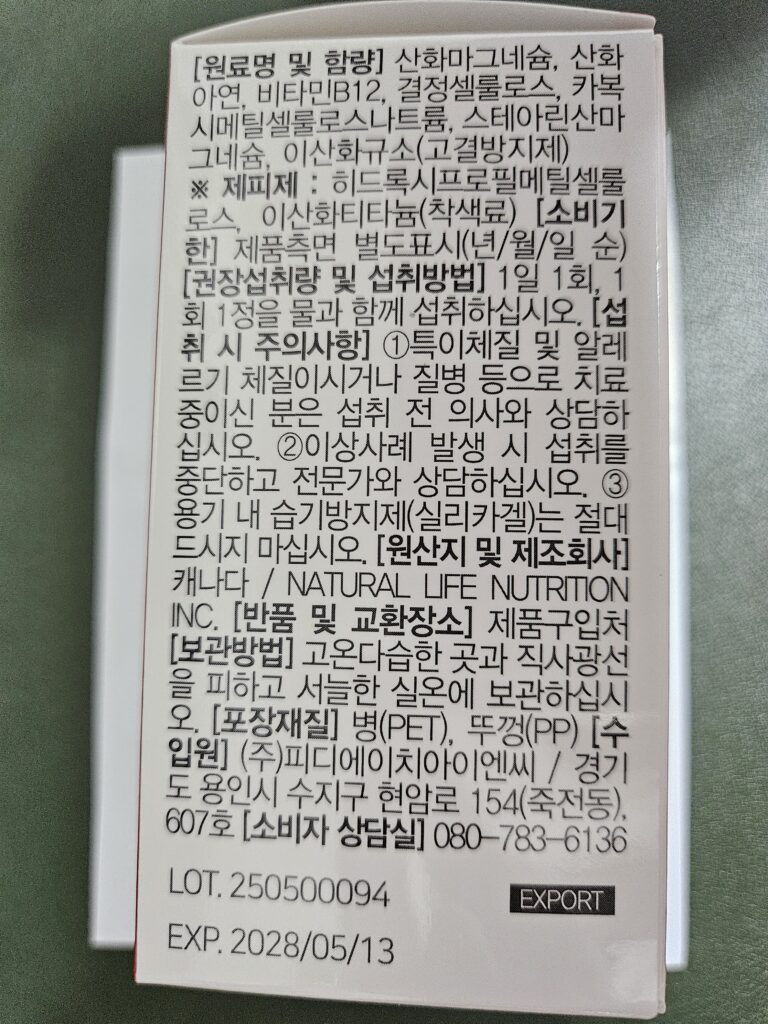 [원료명 및 함량] 산화마그네슘, 산화
아연, 비타민B12, 결정셀룰로스, 카복
시메틸셀룰로스나트륨, 스테아린산마
그네슘, 이산화규소(고결방지제)
※ 제피제 : 히드록시프로필메틸셀룰
로스, 이산화티타늄(착색료) [소비기
한] 제품측면 별도표시(년/월/일 순)
[권장섭취량 및 섭취방법] 1일 1회, 1
회 1정을 물과 함께 섭취하십시오. [섭
취 시 주의사항] ①특이체질 및 알레
르기 체질이시거나 질병 등으로 치료
중이신 분은 섭취 전 의사와 상담하
십시오. ②이상사례 발생 시 섭취를
중단하고 전문가와 상담하십시오. ③
용기 내 습기방지제(실리카겔)는 절대
드시지 마십시오. [원산지 및 제조회사]
캐나다 / NATURAL LIFE NUTRITION
INC. [반품 및 교환장소] 제품구입처
[보관방법] 고온다습한 곳과 직사광선
을 피하고 서늘한 실온에 보관하십시
오. [포장재질] 병(PET), 뚜껑(PP) [수
입원] (주)피디에이치아이엔씨 / 경기
도 용인시 수지구 현암로 154(죽전동),
607호 [소비자 상담실] 080-783-6136
LOT. 250500094
EXPORT
EXP. 2028/05/13